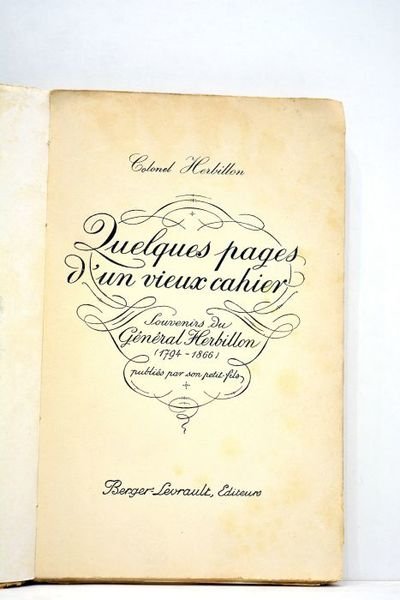 Colonel Herbillon
Quelques pages
d'un vieux cahier
Souvenirs du
Général Herbillon
(1794-1866)
publiés par son petit-fils
Berger-Levrault, Editeurs